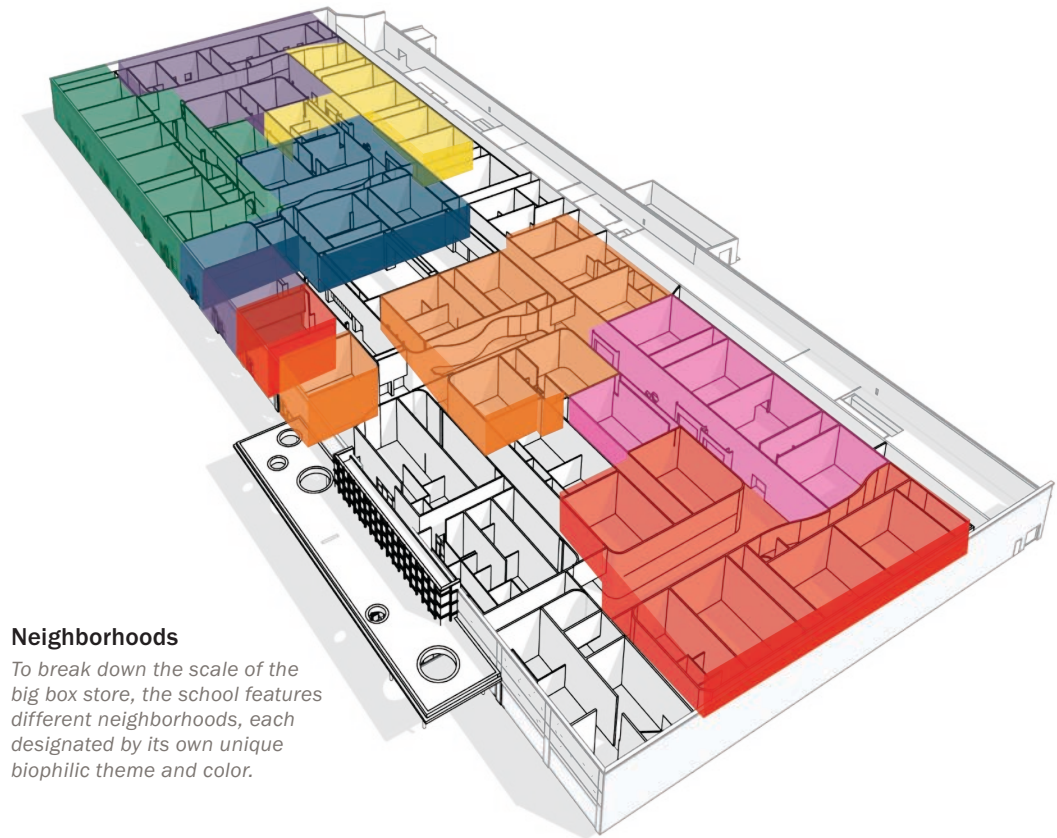 Neighborhoods
To break down the scale of the
big box store, the school features
different neighborhoods, each
designated by its own unique
biophilic theme and color.